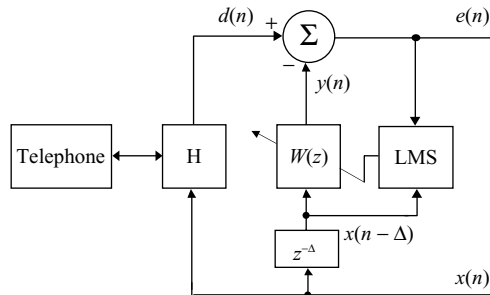 d(n)
+
Σ
e(n)
−
y(n)
Telephone
H
W(z)
LMS
x(n − Δ)
z^{−Δ}
x(n)